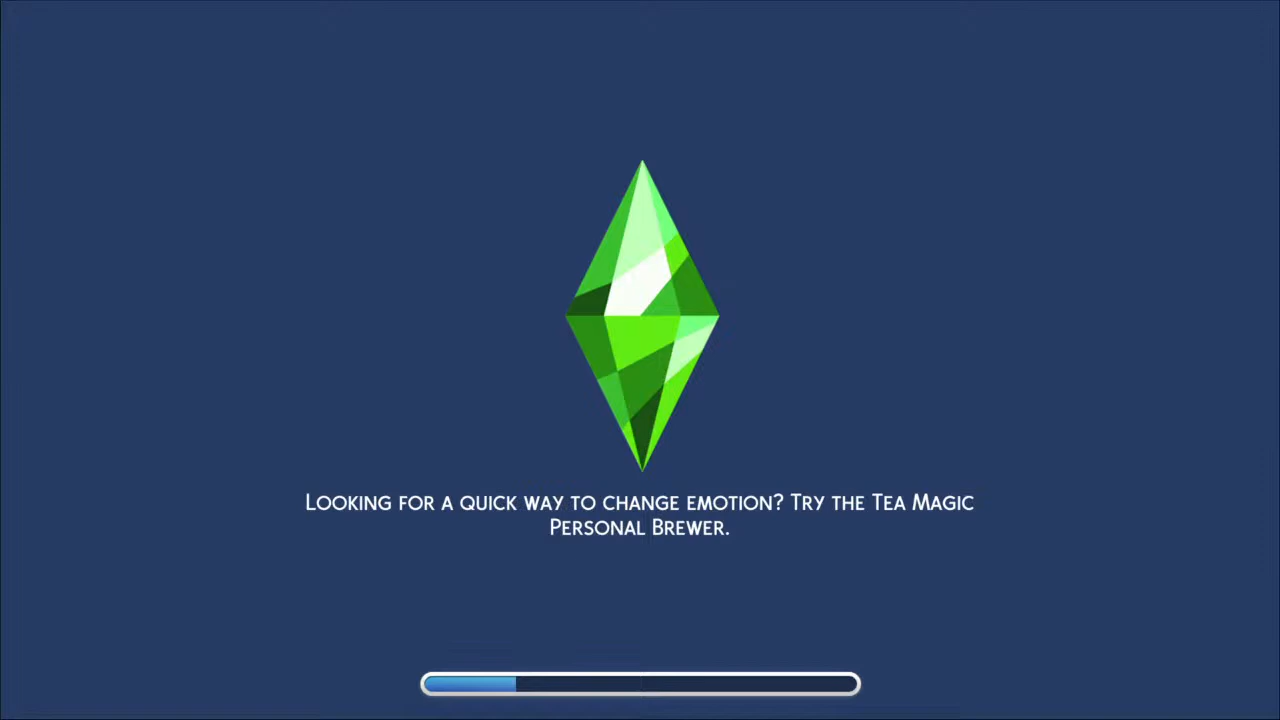 Looking for a quick way to change emotion? Try the Tea Magic
Personal Brewer.